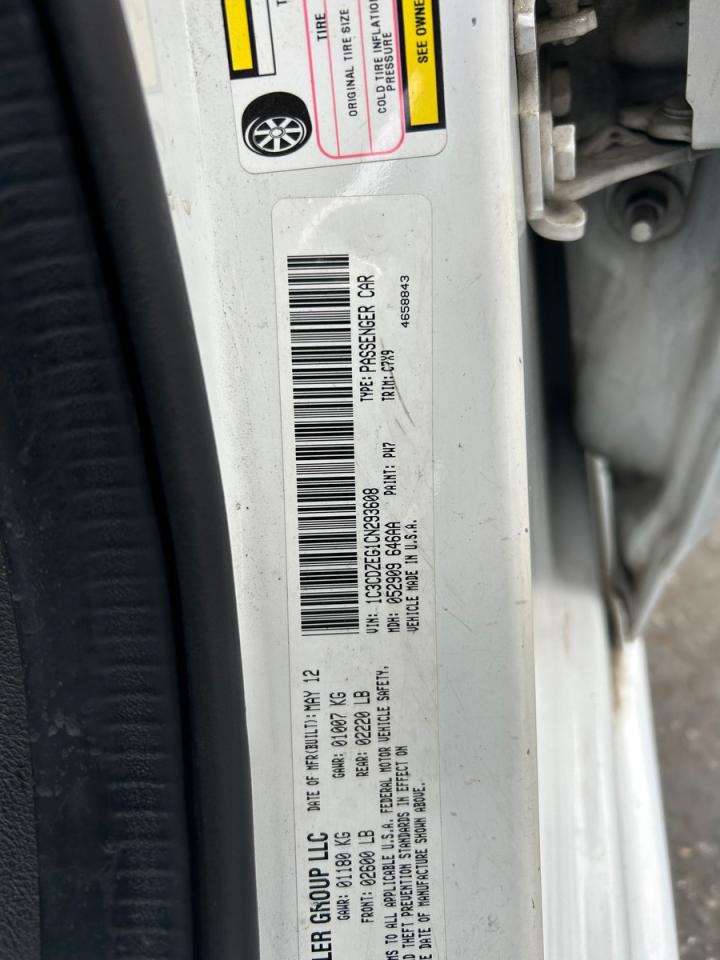 LER GROUP LLC
DATE OF MFR(BUILT): MAY 12
GAWR: 01180 KG
GAWR: 01007 KG
FRONT: 02600 LB
REAR: 02220 LB
MS TO ALL APPLICABLE U.S.A. FEDERAL MOTOR VEHICLE SAFETY,
D THEFT PREVENTION STANDARDS IN EFFECT ON
E DATE OF MANUFACTURE SHOWN ABOVE.
VIN: 1C3CDZEG1CN293608
TYPE: PASSENGER CAR
MDH: 052909 646AA
PAINT: PW7
TRIM: C7X9
VEHICLE MADE IN U.S.A.
4658843
TIRE
ORIGINAL TIRE SIZE
COLD TIRE INFLATION
PRESSURE
SEE OWNE